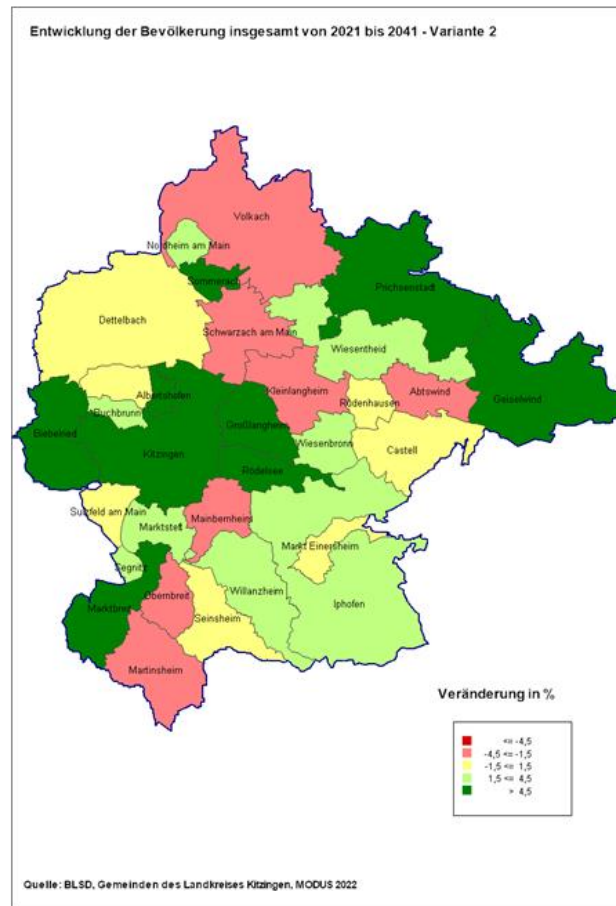 Entwicklung der Bevölkerung insgesamt von 2021 bis 2041 - Variante 2
Volkach
Nordheim am Main
Sommerach
Prichsenstadt
Dettelbach
Schwarzach am Main
Wiesentheid
Kleinlangheim
Abtswind
Geiselwind
Albertshofen
Rödenhausen
Buchbrunn
Großlangheim
Biebelried
Wiesenbronn
Castell
Kitzingen
Rödelsee
Sulzfeld am Main
Mainbernheim
Marktsteft
Markt Einersheim
Segnitz
Obernbreit
Willanzheim
Iphofen
Marktbreit
Seinsheim
Martinsheim
Veränderung in %
<= -4,5
-4,5 <= -1,5
-1,5 <= 1,5
1,5 <= 4,5
> 4,5
Quelle: BLSD, Gemeinden des Landkreises Kitzingen, MODUS 2022